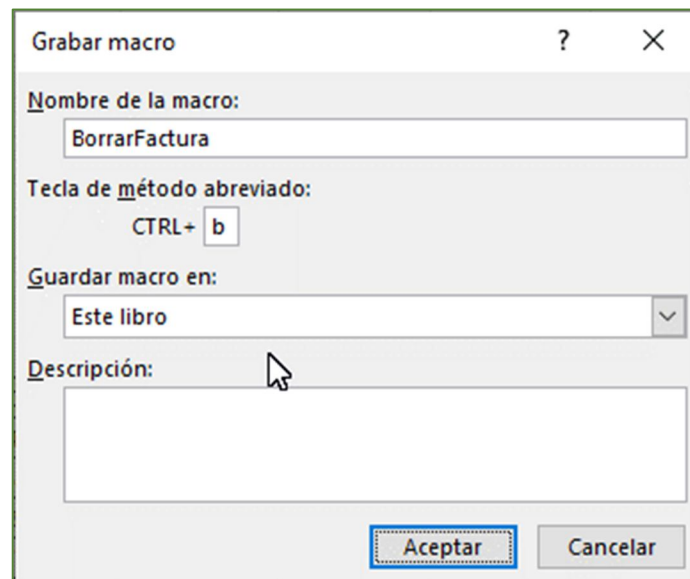 Grabar macro ? ×
Nombre de la macro:
BorrarFactura
Tecla de método abreviado:
CTRL+ b
Guardar macro en:
Este libro
Descripción:
Aceptar Cancelar